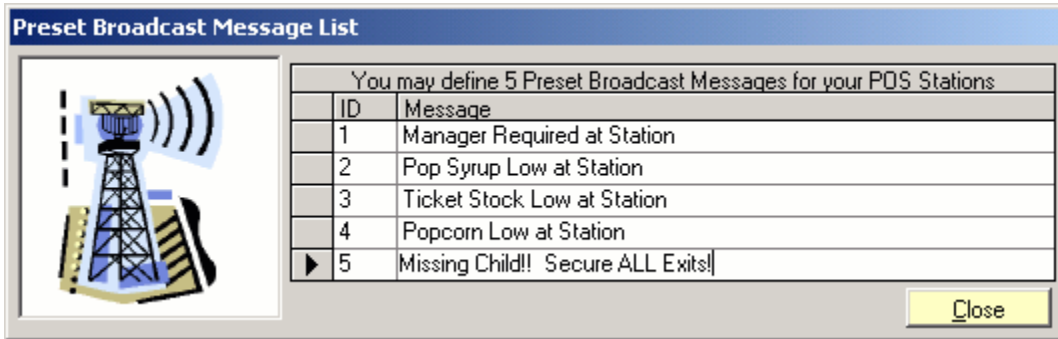 Preset Broadcast Message List
You may define 5 Preset Broadcast Messages for your POS Stations
ID Message
1 Manager Required at Station
2 Pop Syrup Low at Station
3 Ticket Stock Low at Station
4 Popcorn Low at Station
5 Missing Child!!  Secure ALL Exits!
Close